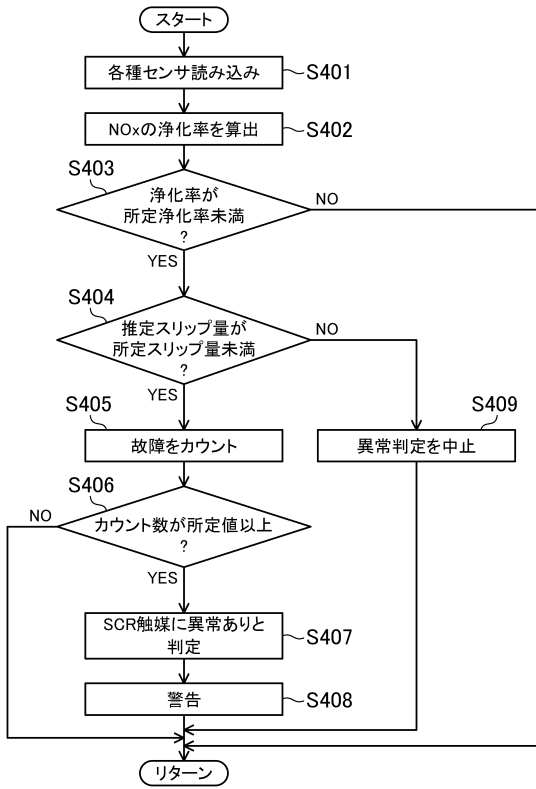 スタート
各種センサ読み込み
S401
NOxの浄化率を算出
S402
S403
浄化率が
所定浄化率未満
?
NO
YES
S404
推定スリップ量が
所定スリップ量未満
?
NO
YES
S405
故障をカウント
S409
異常判定を中止
S406
カウント数が所定値以上
?
NO
YES
SCR触媒に異常ありと
判定
S407
警告
S408
リターン